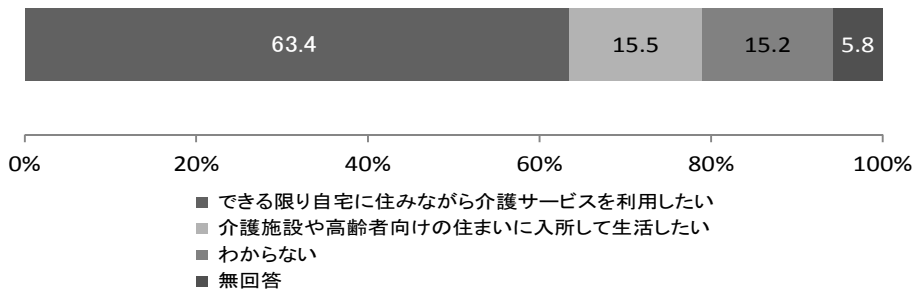 63.4 15.5 15.2 5.8
0% 20% 40% 60% 80% 100%
■ できる限り自宅に住みながら介護サービスを利用したい
■ 介護施設や高齢者向けの住まいに入所して生活したい
■ わからない
■ 無回答